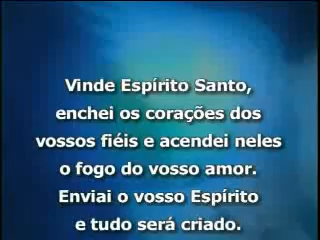 Vinde Espírito Santo,
enchei os corações dos
vossos fiéis e acendei neles
o fogo do vosso amor.
Enviai o vosso Espírito
e tudo será criado.